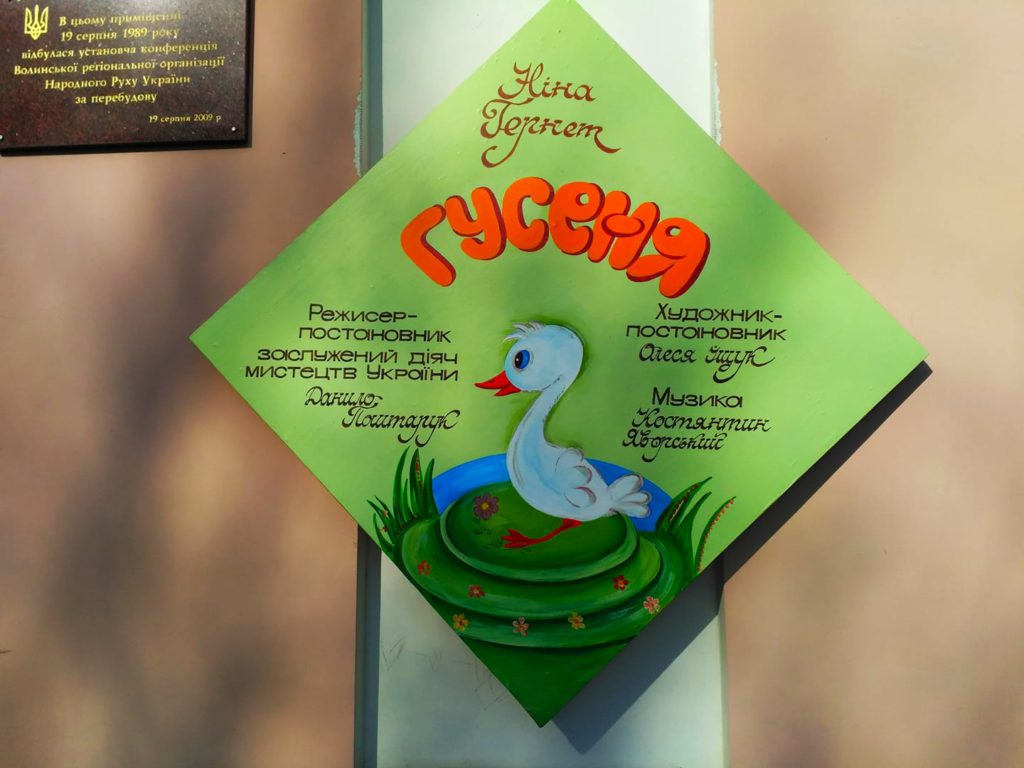 В цьому приміщенні
19 серпня 1989 року
відбулася установча конференція
Волинської регіональної організації
Народного Руху України
за перебудову
19 серпня 2009 р
Ніна
Гернет
Гусеня
Режисер-
постановник
заслужений діяч
мистецтв України
Данило
Поштарук
Художник-
постановник
Олеся Ящук
Музика
Костянтин
Яворський